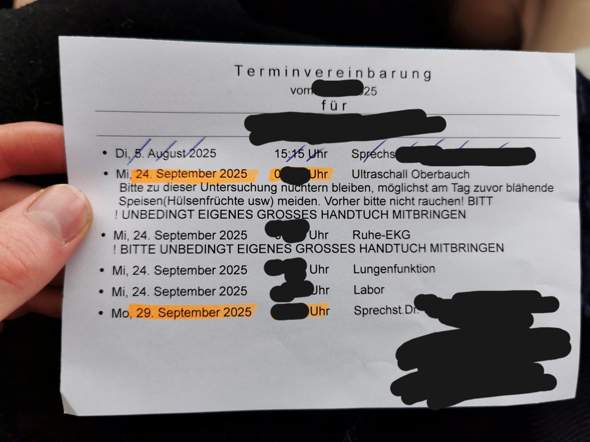 Terminvereinbarung
vom 25
für
• Di, 5. August 2025 15:15 Uhr Sprechs
• Mi, 24. September 2025 0 Uhr Ultraschall Oberbauch
Bitte zu dieser Untersuchung nüchtern bleiben, möglichst am Tag zuvor blähende
Speisen(Hülsenfrüchte usw) meiden. Vorher bitte nicht rauchen! BITT
! UNBEDINGT EIGENES GROSSES HANDTUCH MITBRINGEN
• Mi, 24. September 2025 Uhr Ruhe-EKG
! BITTE UNBEDINGT EIGENES GROSSES HANDTUCH MITBRINGEN
• Mi, 24. September 2025 Uhr Lungenfunktion
• Mi, 24. September 2025 Uhr Labor
• Mo, 29. September 2025 Uhr Sprechst.Dr.